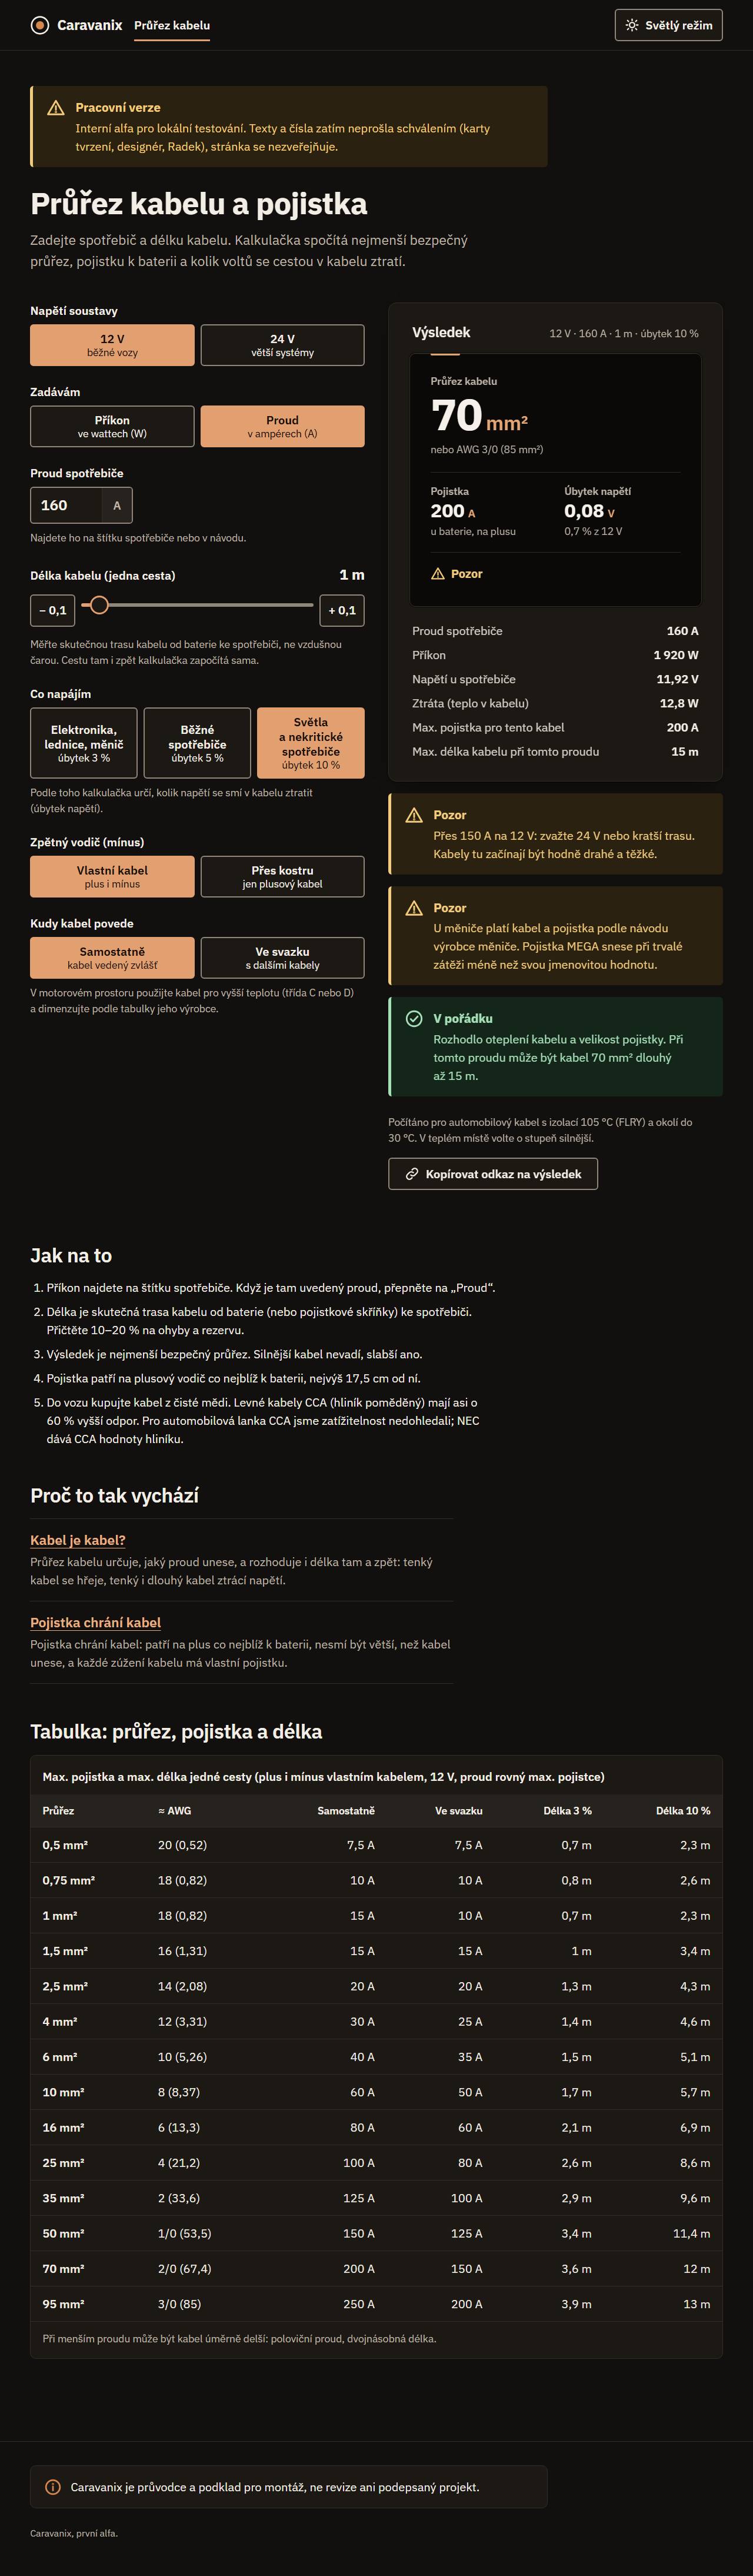 Caravanix
Průřez kabelu
Světlý režim
Pracovní verze
Interní alfa pro lokální testování. Texty a čísla zatím neprošla schválením (karty
tvrzení, designér, Radek), stránka se nezveřejňuje.
Průřez kabelu a pojistka
Zadejte spotřebič a délku kabelu. Kalkulačka spočítá nejmenší bezpečný
průřez, pojistku k baterii a kolik voltů se cestou v kabelu ztratí.
Napětí soustavy
12 V
běžné vozy
24 V
větší systémy
Zadávám
Příkon
ve wattech (W)
Proud
v ampérech (A)
Proud spotřebiče
160 A
Najdete ho na štítku spotřebiče nebo v návodu.
Délka kabelu (jedna cesta) 1 m
− 0,1
+ 0,1
Měřte skutečnou trasu kabelu od baterie ke spotřebiči, ne vzdušnou
čarou. Cestu tam i zpět kalkulačka započítá sama.
Co napájím
Elektronika,
lednice, měnič
úbytek 3 %
Běžné
spotřebiče
úbytek 5 %
Světla
a nekritické
spotřebiče
úbytek 10 %
Podle toho kalkulačka určí, kolik napětí se smí v kabelu ztratit
(úbytek napětí).
Zpětný vodič (mínus)
Vlastní kabel
plus i mínus
Přes kostru
jen plusový kabel
Kudy kabel povede
Samostatně
kabel vedený zvlášť
Ve svazku
s dalšími kabely
V motorovém prostoru použijte kabel pro vyšší teplotu (třída C nebo D)
a dimenzujte podle tabulky jeho výrobce.
Výsledek
12 V · 160 A · 1 m · úbytek 10 %
Průřez kabelu
70 mm²
nebo AWG 3/0 (85 mm²)
Pojistka
200 A
u baterie, na plusu
Úbytek napětí
0,08 V
0,7 % z 12 V
Pozor
Proud spotřebiče 160 A
Příkon 1 920 W
Napětí u spotřebiče 11,92 V
Ztráta (teplo v kabelu) 12,8 W
Max. pojistka pro tento kabel 200 A
Max. délka kabelu při tomto proudu 15 m
Pozor
Přes 150 A na 12 V: zvažte 24 V nebo kratší trasu.
Kabely tu začínají být hodně drahé a těžké.
Pozor
U měniče platí kabel a pojistka podle návodu
výrobce měniče. Pojistka MEGA snese při trvalé
zátěži méně než svou jmenovitou hodnotu.
V pořádku
Rozhodlo oteplení kabelu a velikost pojistky. Při
tomto proudu může být kabel 70 mm² dlouhý
až 15 m.
Počítáno pro automobilový kabel s izolací 105 °C (FLRY) a okolí do
30 °C. V teplém místě volte o stupeň silnější.
Kopírovat odkaz na výsledek
Jak na to
1. Příkon najdete na štítku spotřebiče. Když je tam uvedený proud, přepněte na „Proud“.
2. Délka je skutečná trasa kabelu od baterie (nebo pojistkové skříňky) ke spotřebiči.
Přičtěte 10–20 % na ohyby a rezervu.
3. Výsledek je nejmenší bezpečný průřez. Silnější kabel nevadí, slabší ano.
4. Pojistka patří na plusový vodič co nejblíž k baterii, nejvýš 17,5 cm od ní.
5. Do vozu kupujte kabel z čisté mědi. Levné kabely CCA (hliník poměděný) mají asi o
60 % vyšší odpor. Pro automobilová lanka CCA jsme zatížitelnost nedohledali; NEC
dává CCA hodnoty hliníku.
Proč to tak vychází
Kabel je kabel?
Průřez kabelu určuje, jaký proud unese, a rozhoduje i délka tam a zpět: tenký
kabel se hřeje, tenký i dlouhý kabel ztrácí napětí.
Pojistka chrání kabel
Pojistka chrání kabel: patří na plus co nejblíž k baterii, nesmí být větší, než kabel
unese, a každé zúžení kabelu má vlastní pojistku.
Tabulka: průřez, pojistka a délka
Max. pojistka a max. délka jedné cesty (plus i mínus vlastním kabelem, 12 V, proud rovný max. pojistce)
Průřez ≈ AWG Samostatně Ve svazku Délka 3 % Délka 10 %
0,5 mm² 20 (0,52) 7,5 A 7,5 A 0,7 m 2,3 m
0,75 mm² 18 (0,82) 10 A 10 A 0,8 m 2,6 m
1 mm² 18 (0,82) 15 A 10 A 0,7 m 2,3 m
1,5 mm² 16 (1,31) 15 A 15 A 1 m 3,4 m
2,5 mm² 14 (2,08) 20 A 20 A 1,3 m 4,3 m
4 mm² 12 (3,31) 30 A 25 A 1,4 m 4,6 m
6 mm² 10 (5,26) 40 A 35 A 1,5 m 5,1 m
10 mm² 8 (8,37) 60 A 50 A 1,7 m 5,7 m
16 mm² 6 (13,3) 80 A 60 A 2,1 m 6,9 m
25 mm² 4 (21,2) 100 A 80 A 2,6 m 8,6 m
35 mm² 2 (33,6) 125 A 100 A 2,9 m 9,6 m
50 mm² 1/0 (53,5) 150 A 125 A 3,4 m 11,4 m
70 mm² 2/0 (67,4) 200 A 150 A 3,6 m 12 m
95 mm² 3/0 (85) 250 A 200 A 3,9 m 13 m
Při menším proudu může být kabel úměrně delší: poloviční proud, dvojnásobná délka.
Caravanix je průvodce a podklad pro montáž, ne revize ani podepsaný projekt.
Caravanix, první alfa.